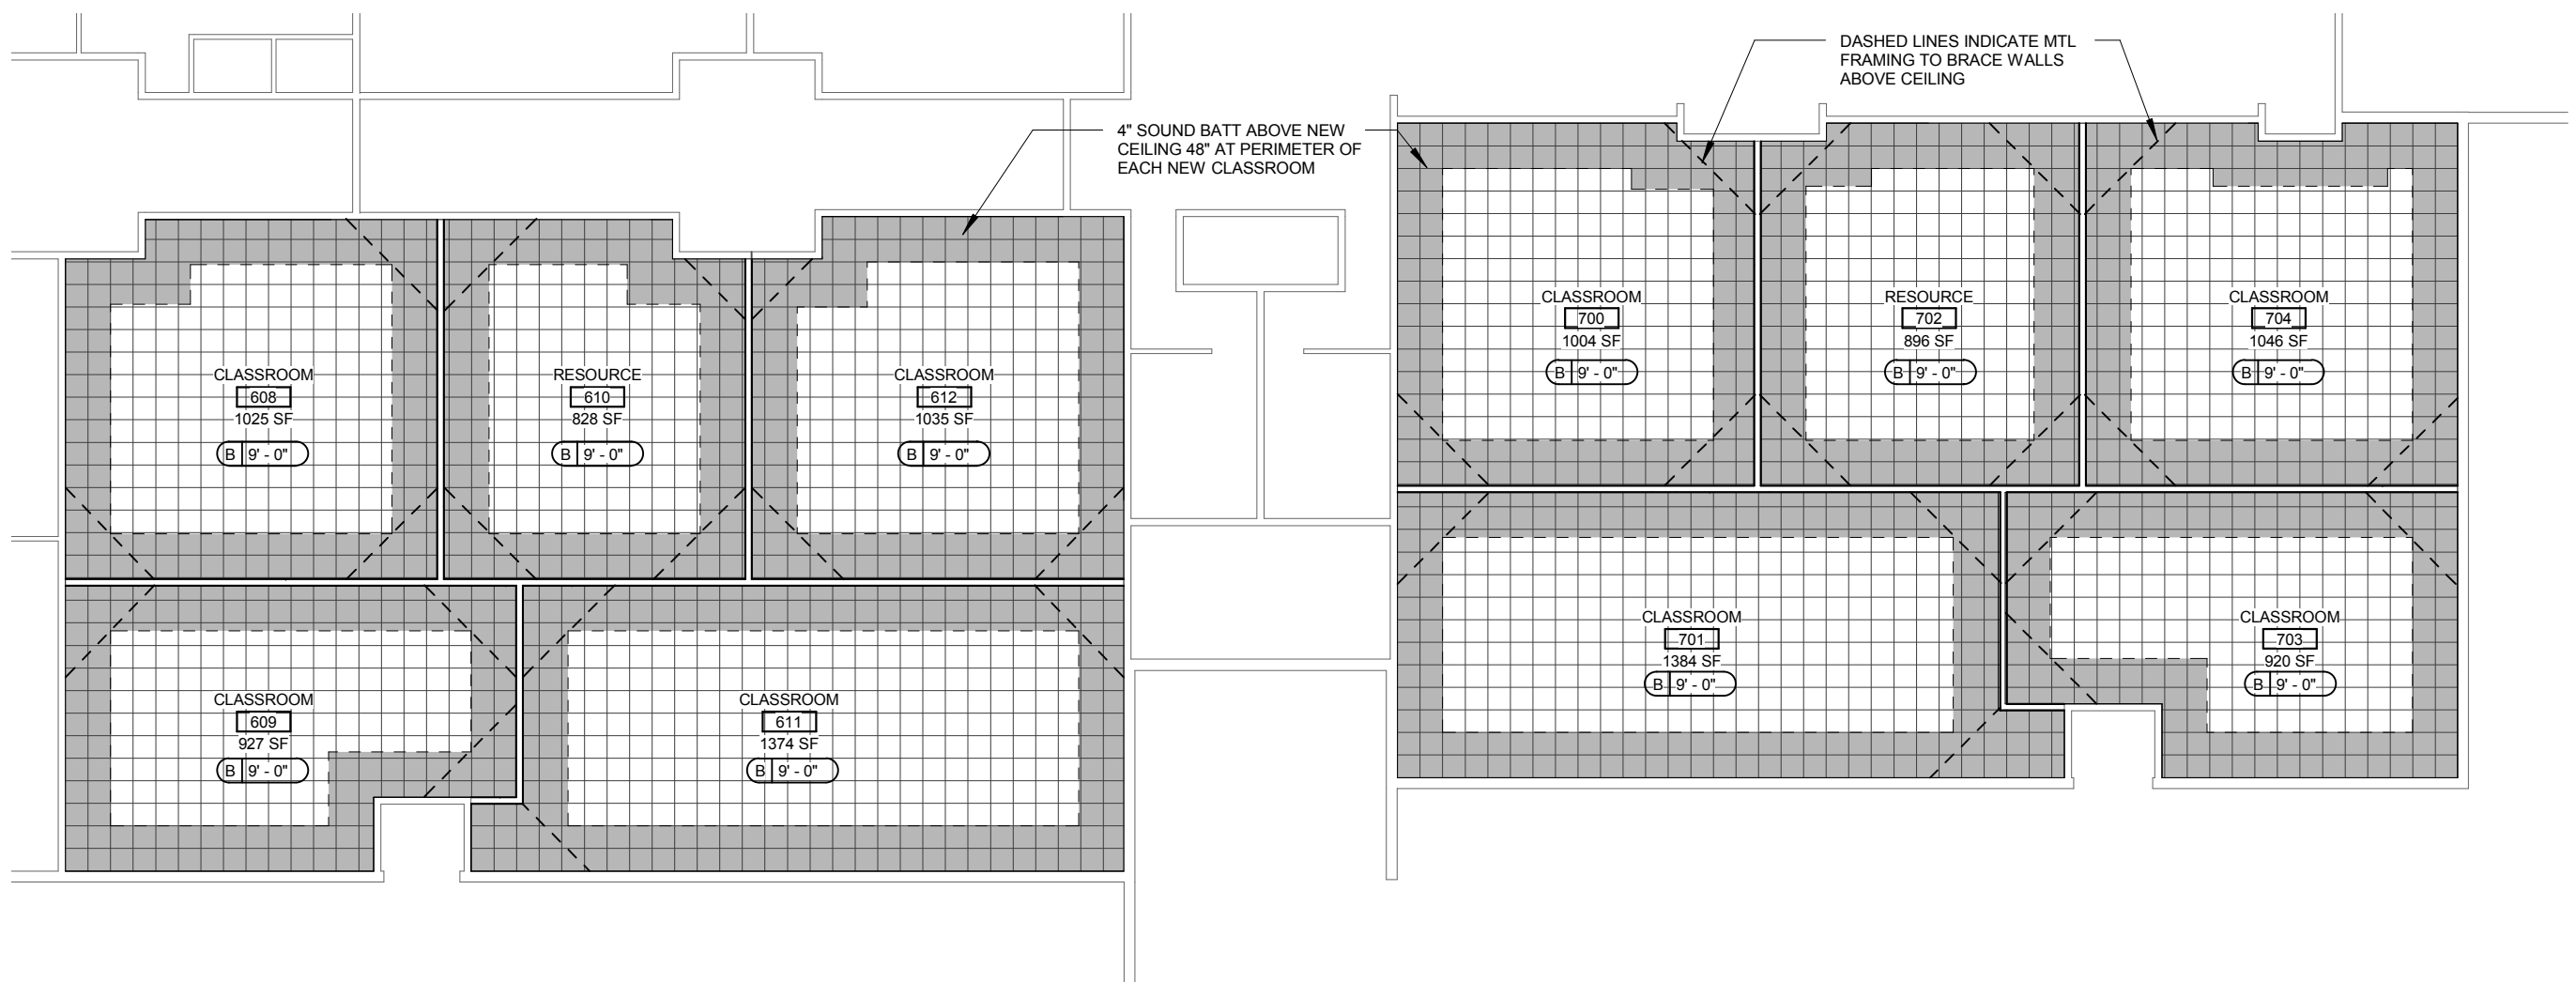 DASHED LINES INDICATE MTL
FRAMING TO BRACE WALLS
ABOVE CEILING
4" SOUND BATT ABOVE NEW
CEILING 48" AT PERIMETER OF
EACH NEW CLASSROOM
CLASSROOM
608
1025 SF
B 9' - 0"
RESOURCE
610
828 SF
B 9' - 0"
CLASSROOM
612
1035 SF
B 9' - 0"
CLASSROOM
700
1004 SF
B 9' - 0"
RESOURCE
702
896 SF
B 9' - 0"
CLASSROOM
704
1046 SF
B 9' - 0"
CLASSROOM
609
927 SF
B 9' - 0"
CLASSROOM
611
1374 SF
B 9' - 0"
CLASSROOM
701
1384 SF
B 9' - 0"
CLASSROOM
703
920 SF
B 9' - 0"